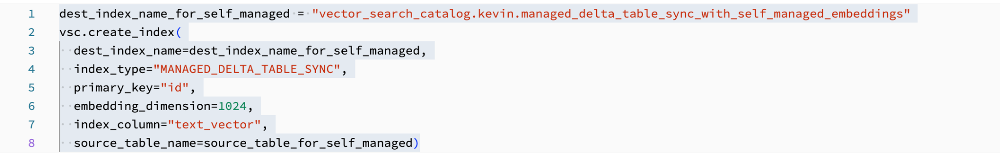 1 dest_index_name_for_self_managed = "vector_search_catalog.kevin.managed_delta_table_sync_with_self_managed_embeddings"
2 vsc.create_index(
3 dest_index_name=dest_index_name_for_self_managed,
4 index_type="MANAGED_DELTA_TABLE_SYNC",
5 primary_key="id",
6 embedding_dimension=1024,
7 index_column="text_vector",
8 source_table_name=source_table_for_self_managed)